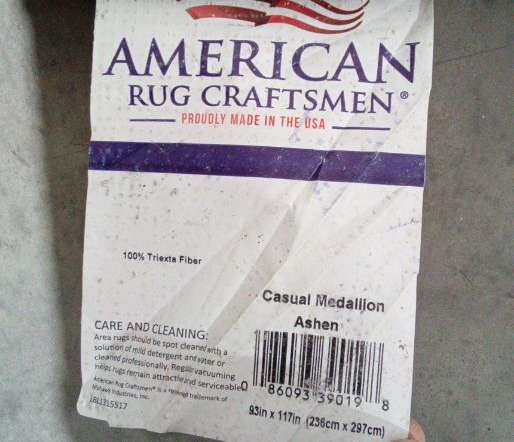 AMERICAN
RUG CRAFTSMEN®
PROUDLY MADE IN THE USA
100% Triexta Fiber
Casual Medallion
Ashen
CARE AND CLEANING:
Area rugs should be spot cleaned with a
solution of mild detergent and water or
cleaned professionally. Regular vacuuming
helps rugs remain attractive and serviceable
American Rug Craftsmen® is a trademark of
Mohawk Industries, Inc.
0 86093 39019 8
93in x 117in (236cm x 297cm)